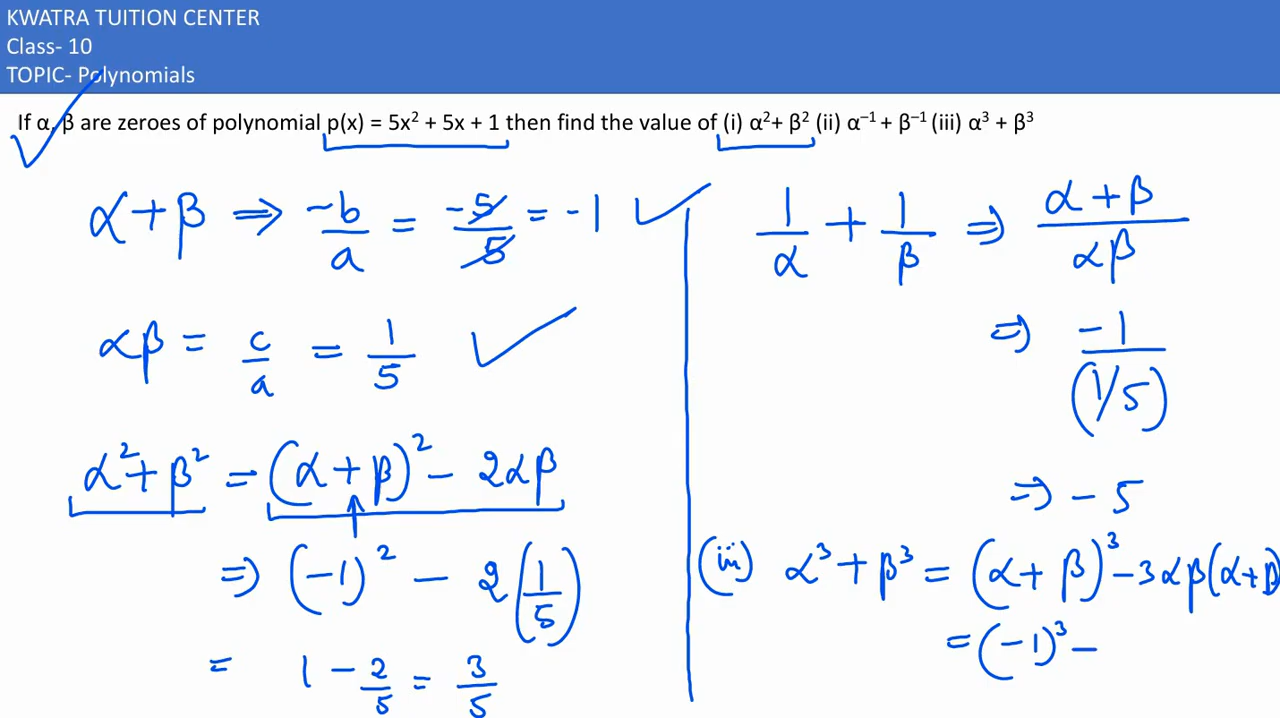 KWATRA TUITION CENTER
Class- 10
TOPIC- Polynomials
If α, β are zeroes of polynomial p(x) = 5x² + 5x + 1 then find the value of (i) α²+ β² (ii) α⁻¹ + β⁻¹ (iii) α³ + β³
α+β ⇒ -b/a = -5/5 = -1
αβ = c/a = 1/5
α²+β² = (α+β)² - 2αβ
⇒ (-1)² - 2(1/5)
= 1 - 2/5 = 3/5
1/α + 1/β ⇒ α+β/αβ
⇒ -1/(1/5)
⇒ -5
(iii) α³+β³ = (α+β)³-3αβ(α+β
= (-1)³ -